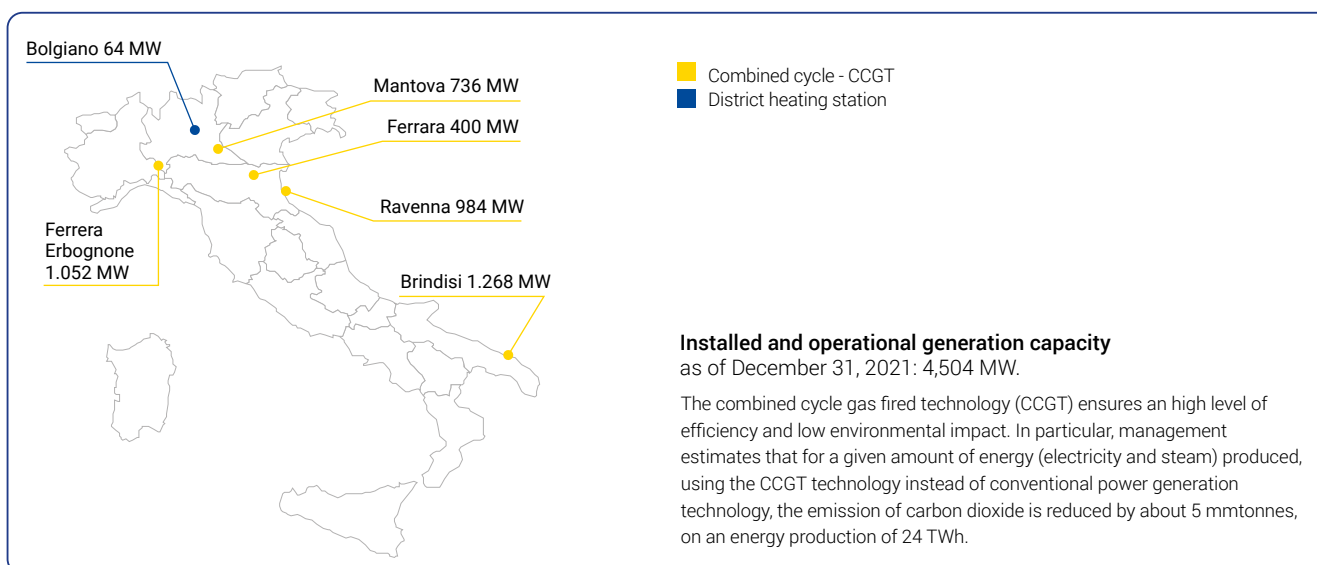 Bolgiano 64 MW
Mantova 736 MW
Ferrara 400 MW
Ravenna 984 MW
Ferrera
Erbognone
1.052 MW
Brindisi 1.268 MW
Combined cycle - CCGT
District heating station
Installed and operational generation capacity
as of December 31, 2021: 4,504 MW.
The combined cycle gas fired technology (CCGT) ensures an high level of
efficiency and low environmental impact. In particular, management
estimates that for a given amount of energy (electricity and steam) produced,
using the CCGT technology instead of conventional power generation
technology, the emission of carbon dioxide is reduced by about 5 mmtonnes,
on an energy production of 24 TWh.